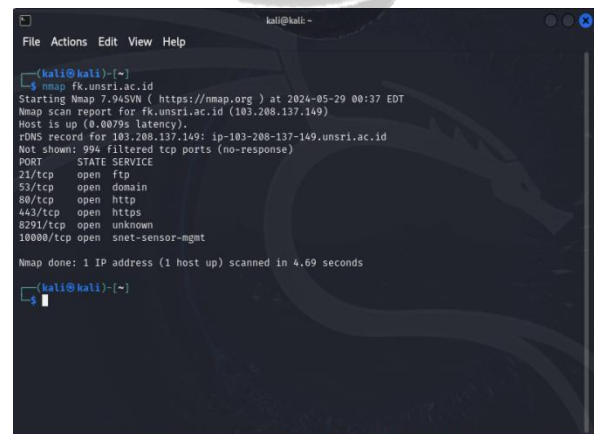 kali@kali: ~
File Actions Edit View Help
(kali㉿kali)-[~]
$ nmap fk.unsri.ac.id
Starting Nmap 7.94SVN ( https://nmap.org ) at 2024-05-29 00:37 EDT
Nmap scan report for fk.unsri.ac.id (103.208.137.149)
Host is up (0.0079s latency).
rDNS record for 103.208.137.149: ip-103-208-137-149.unsri.ac.id
Not shown: 994 filtered tcp ports (no-response)
PORT STATE SERVICE
21/tcp open ftp
53/tcp open domain
80/tcp open http
443/tcp open https
8291/tcp open unknown
10000/tcp open snet-sensor-mgmt
Nmap done: 1 IP address (1 host up) scanned in 4.69 seconds
(kali㉿kali)-[~]
$